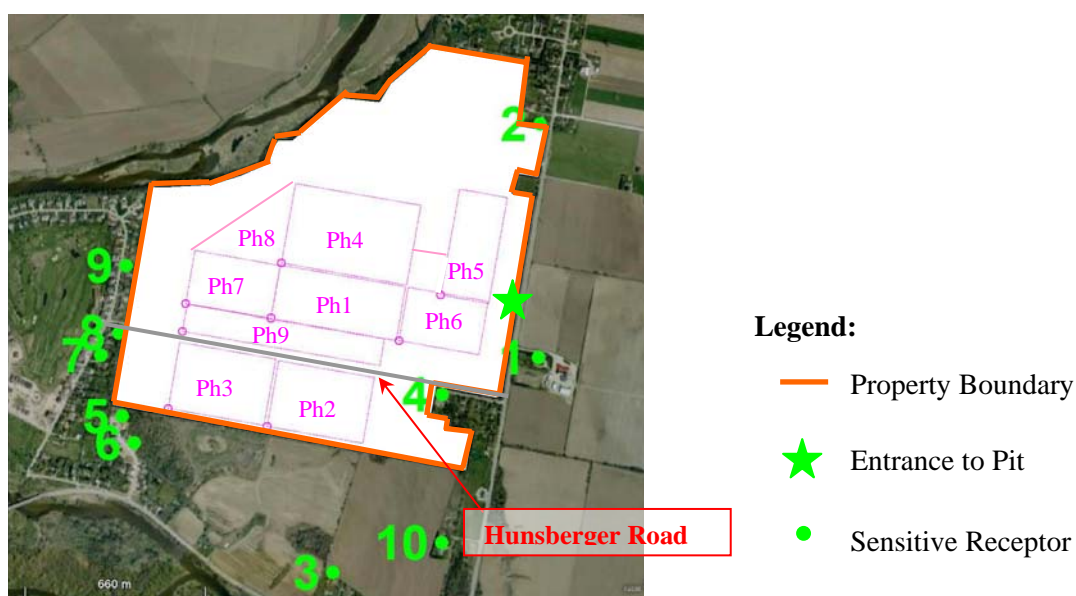 2
Ph8
Ph4
9
Ph7
Ph5
Ph1
Ph6
Legend:
8
Ph9
7
1
Property Boundary
Ph3
4
Ph2
5
6
Entrance to Pit
Hunsberger Road
10
Sensitive Receptor
3
660 m